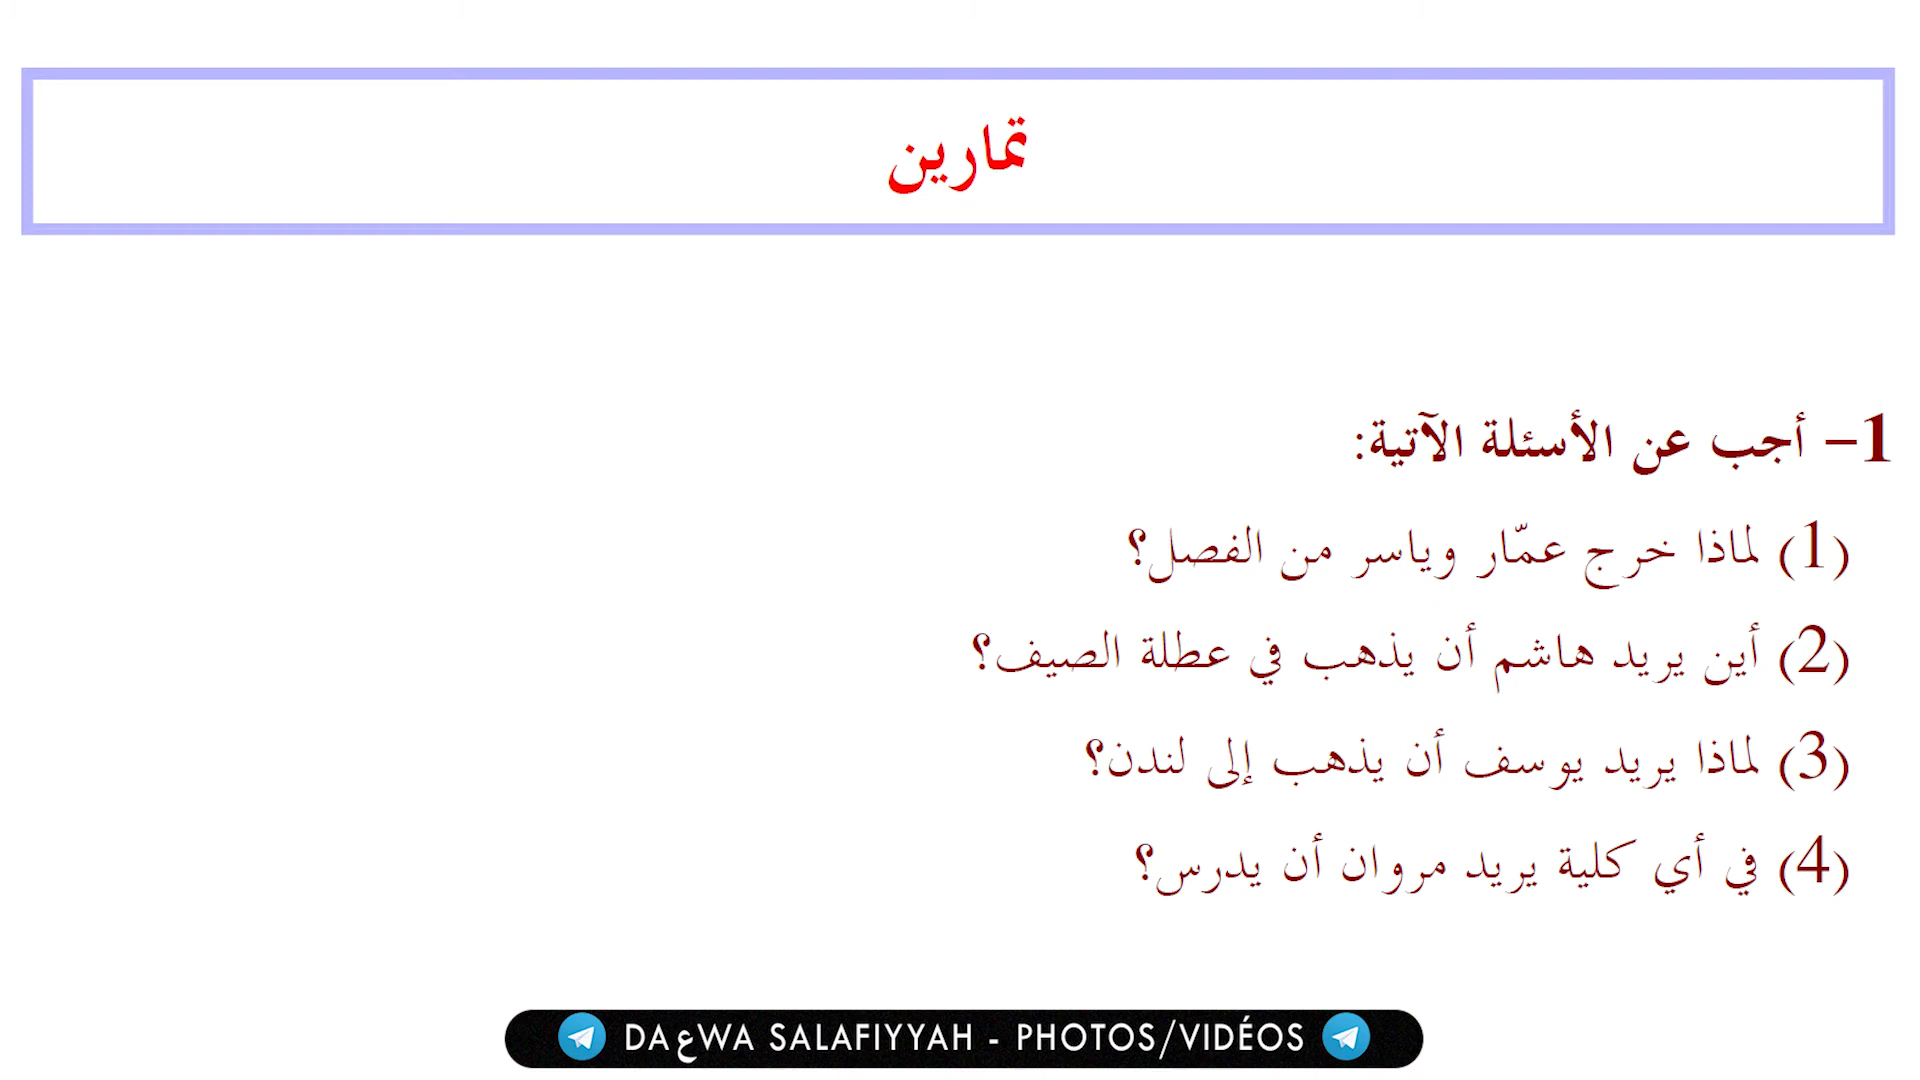 تمارين
1- أجب عن الأسئلة الآتية:
(1) لماذا خرج عمّار وياسر من الفصل؟
(2) أين يريد هاشم أن يذهب في عطلة الصيف؟
(3) لماذا يريد يوسف أن يذهب إلى لندن؟
(4) في أي كلية يريد مروان أن يدرس؟
DAعWA SALAFIYYAH - PHOTOS/VIDÉOS